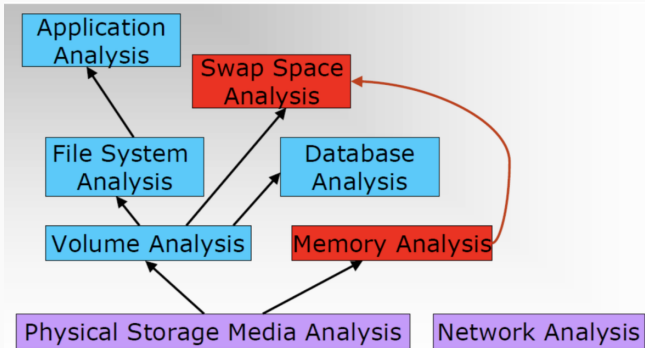 Application
Analysis
Swap Space
Analysis
File System
Analysis
Database
Analysis
Volume Analysis
Memory Analysis
Physical Storage Media Analysis
Network Analysis